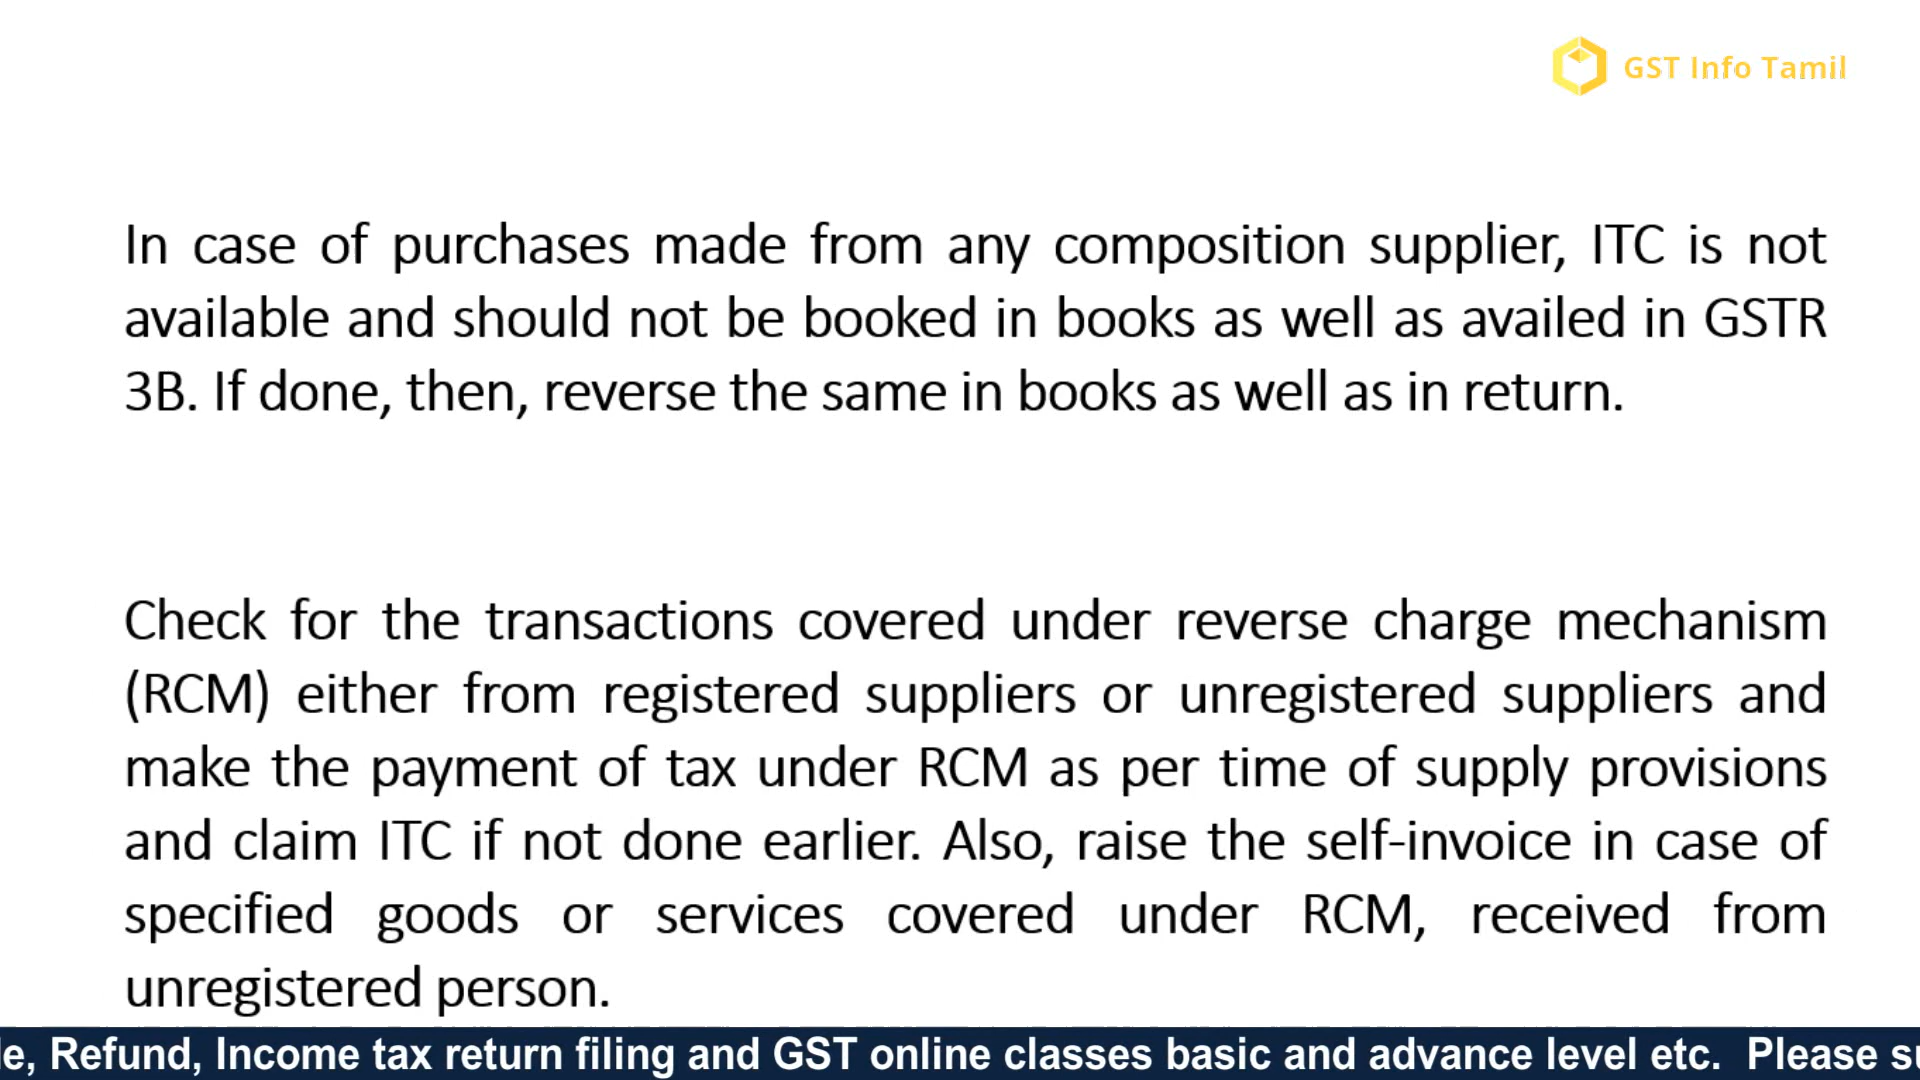 GST Info Tamil
In case of purchases made from any composition supplier, ITC is not
available and should not be booked in books as well as availed in GSTR
3B. If done, then, reverse the same in books as well as in return.
Check for the transactions covered under reverse charge mechanism
(RCM) either from registered suppliers or unregistered suppliers and
make the payment of tax under RCM as per time of supply provisions
and claim ITC if not done earlier. Also, raise the self-invoice in case of
specified goods or services covered under RCM, received from
unregistered person.
Refund, Income tax return filing and GST online classes basic and advance level etc. Please